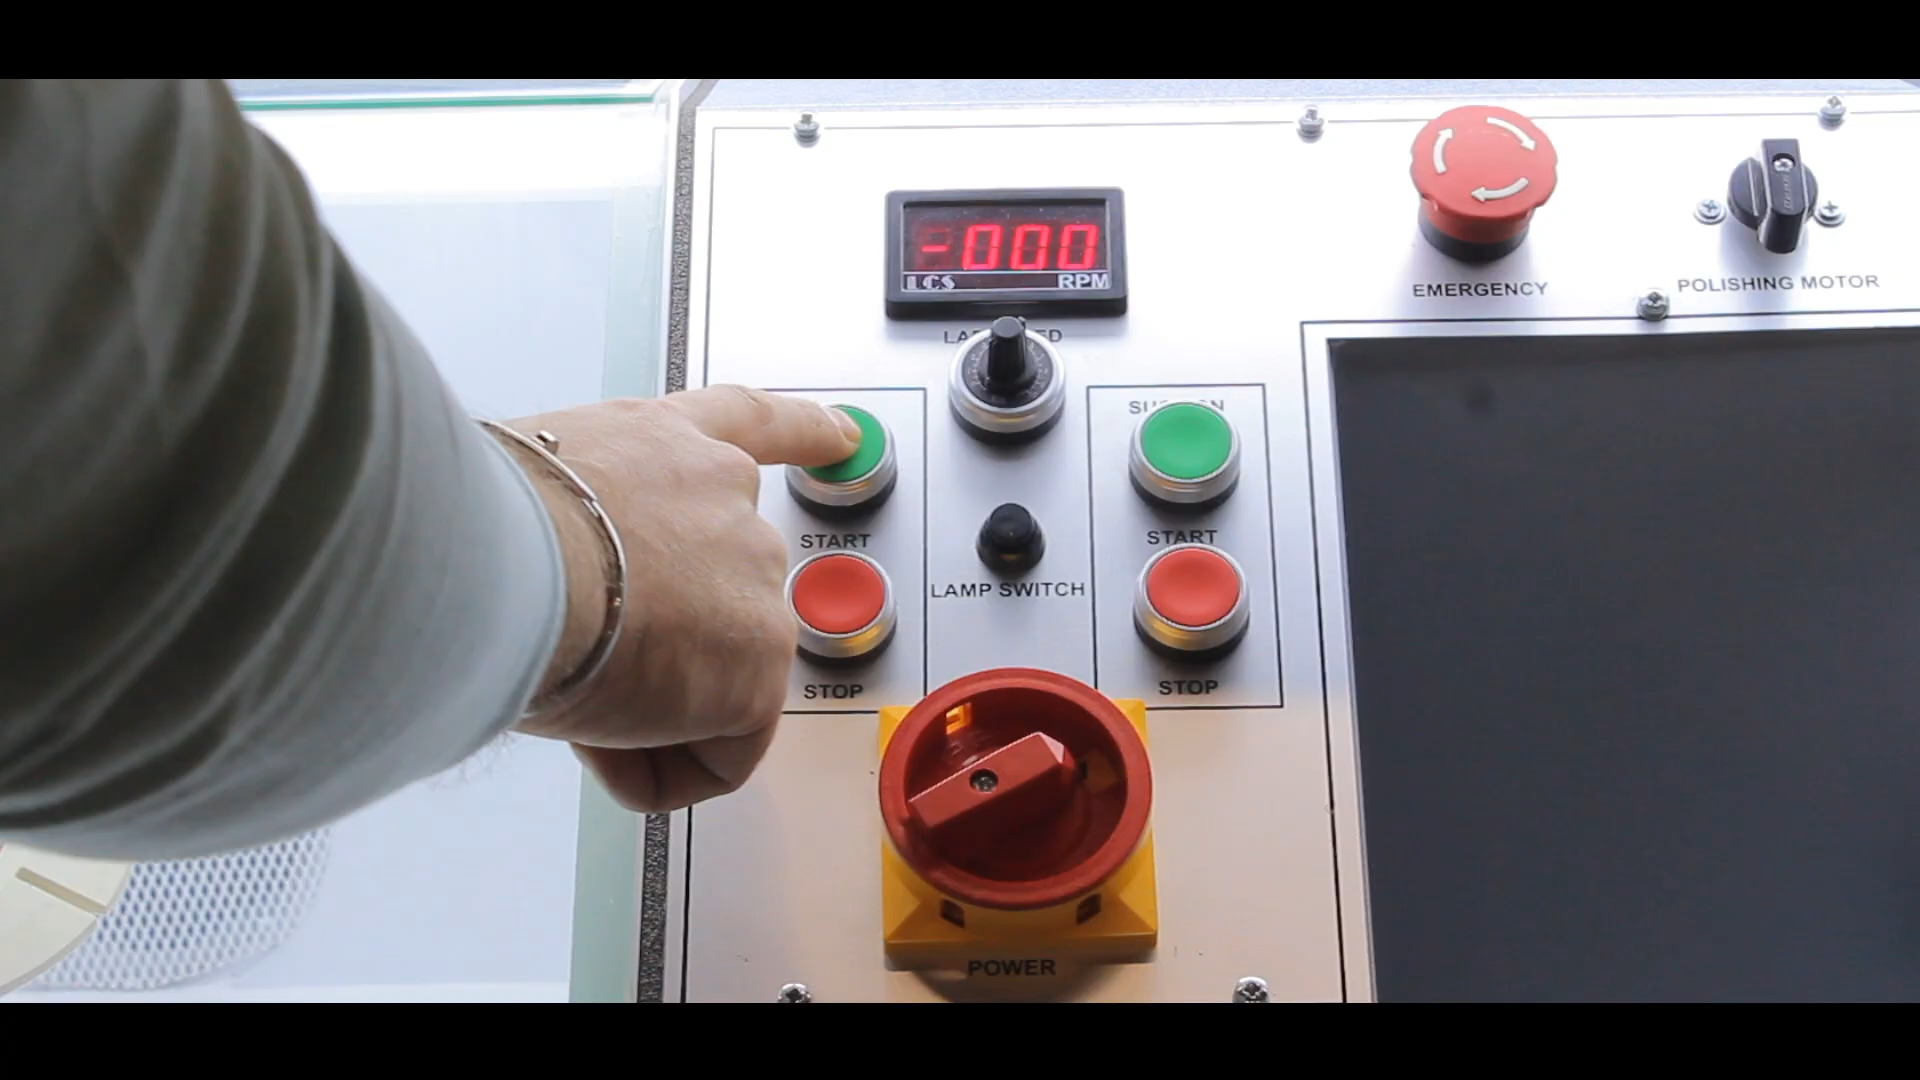 -000
LCS RPM
EMERGENCY
POLISHING MOTOR
START
START
LAMP SWITCH
STOP
STOP
POWER